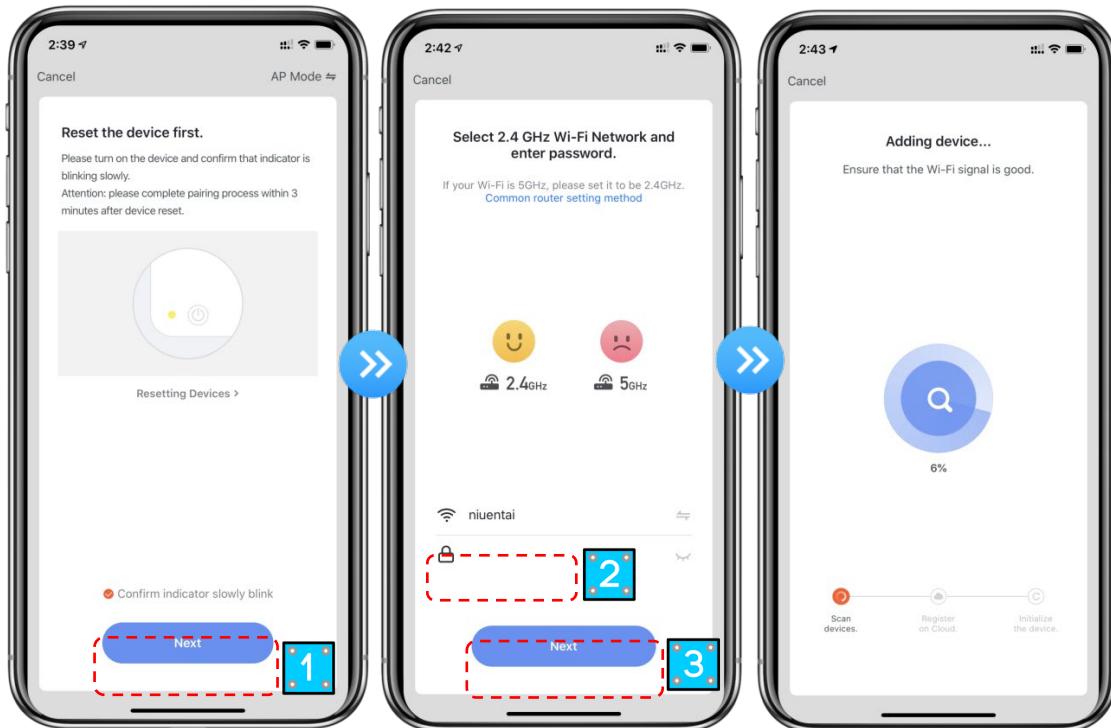 2:39
Cancel
AP Mode
Reset the device first.
Please turn on the device and confirm that indicator is
blinking slowly.
Attention: please complete pairing process within 3
minutes after device reset.
Resetting Devices >
Confirm indicator slowly blink
Next
1
2:42
Cancel
Select 2.4 GHz Wi-Fi Network and
enter password.
If your Wi-Fi is 5GHz, please set it to be 2.4GHz.
Common router setting method
2.4GHz
5GHz
niuentai
2
Next
3
2:43
Cancel
Adding device...
Ensure that the Wi-Fi signal is good.
6%
Scan
devices.
Register
on Cloud.
Initialize
the device.